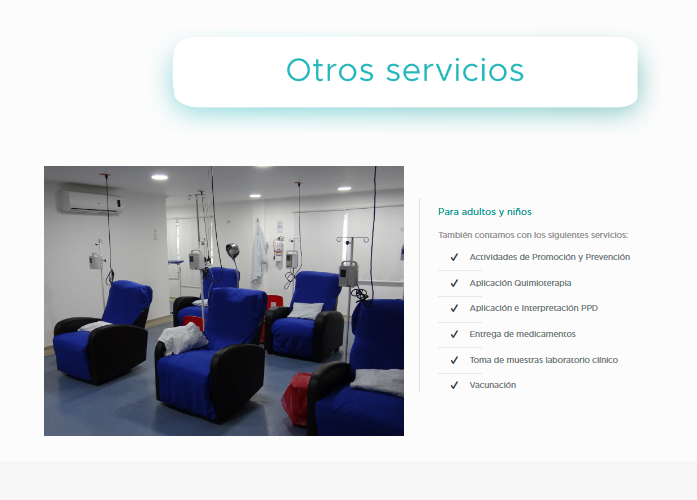 Otros servicios
Para adultos y niños
También contamos con los siguientes servicios:
Actividades de Promoción y Prevención
Aplicación Quimioterapia
Aplicación e Interpretación PPD
Entrega de medicamentos
Toma de muestras laboratorio clínico
Vacunación